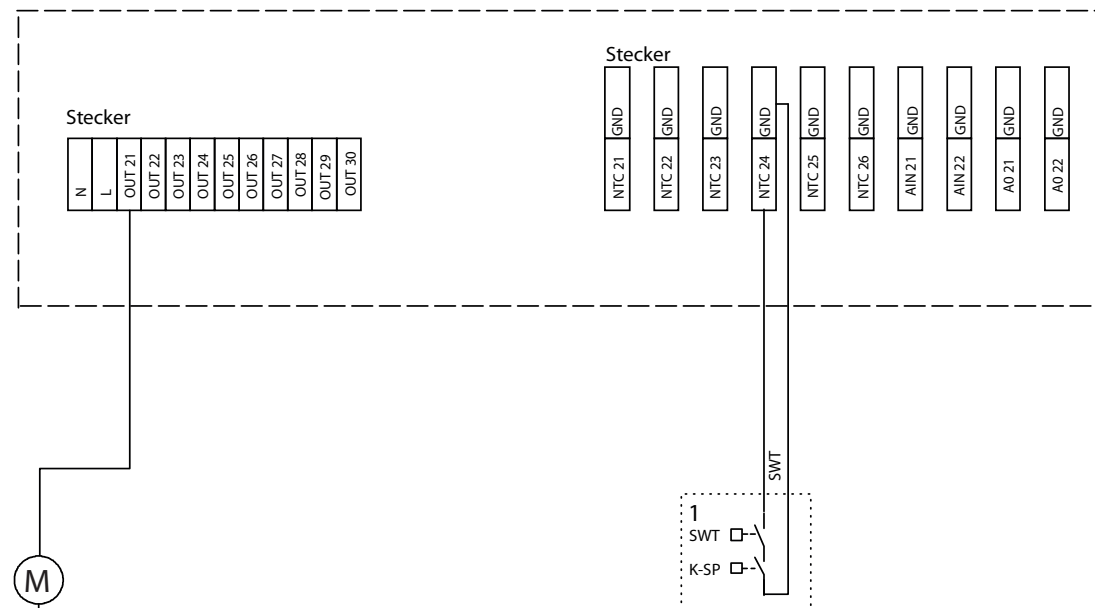 Stecker
N
L
OUT 21
OUT 22
OUT 23
OUT 24
OUT 25
OUT 26
OUT 27
OUT 28
OUT 29
OUT 30
Stecker
GND
GND
GND
GND
GND
GND
GND
GND
GND
GND
NTC 21
NTC 22
NTC 23
NTC 24
NTC 25
NTC 26
AIN 21
AIN 22
A0 21
A0 22
SWT
1
SWT
K-SP
M